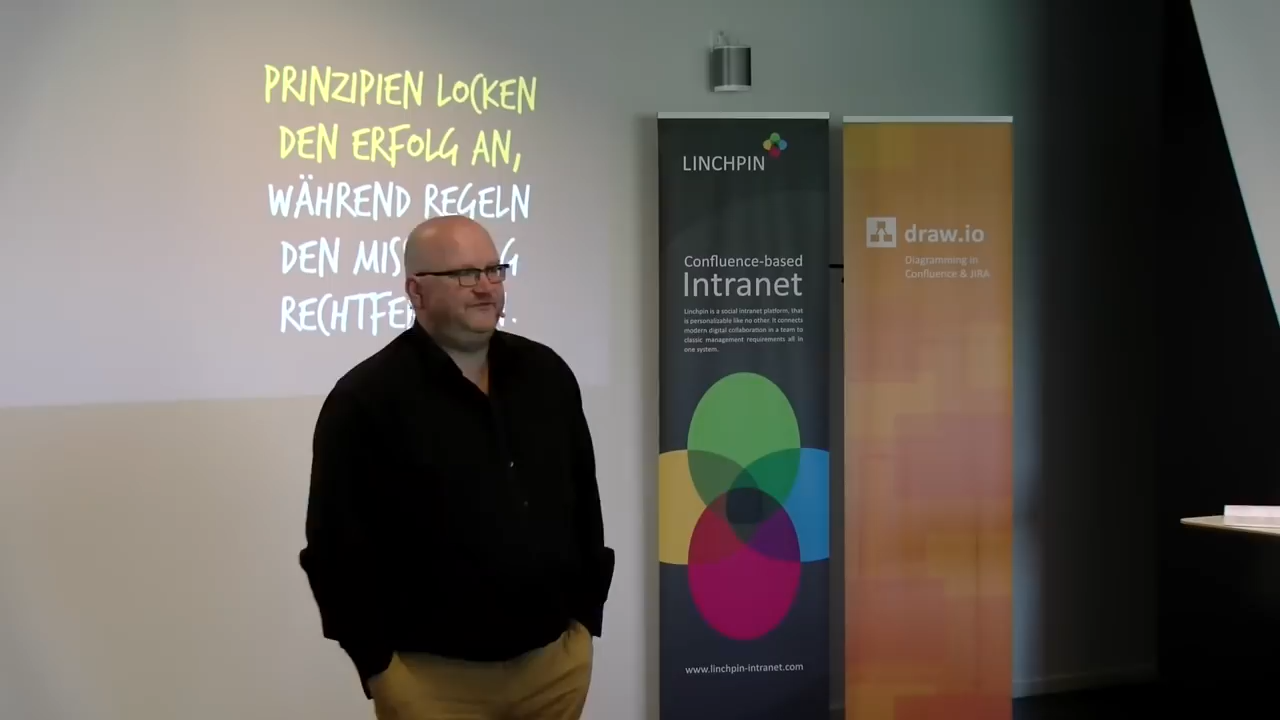 PRINZIPIEN LOCKEN
DEN ERFOLG AN,
WÄHREND REGELN
DEN
LINCHPIN
Confluence-based
Intranet
Linchpin is a social intranet platform, that
is personalizable like no other. It connects
modern digital collaboration in a team to
classic management requirements all in
one system.
www.linchpin-intranet.com
draw.io
Diagramming in
Confluence & JIRA